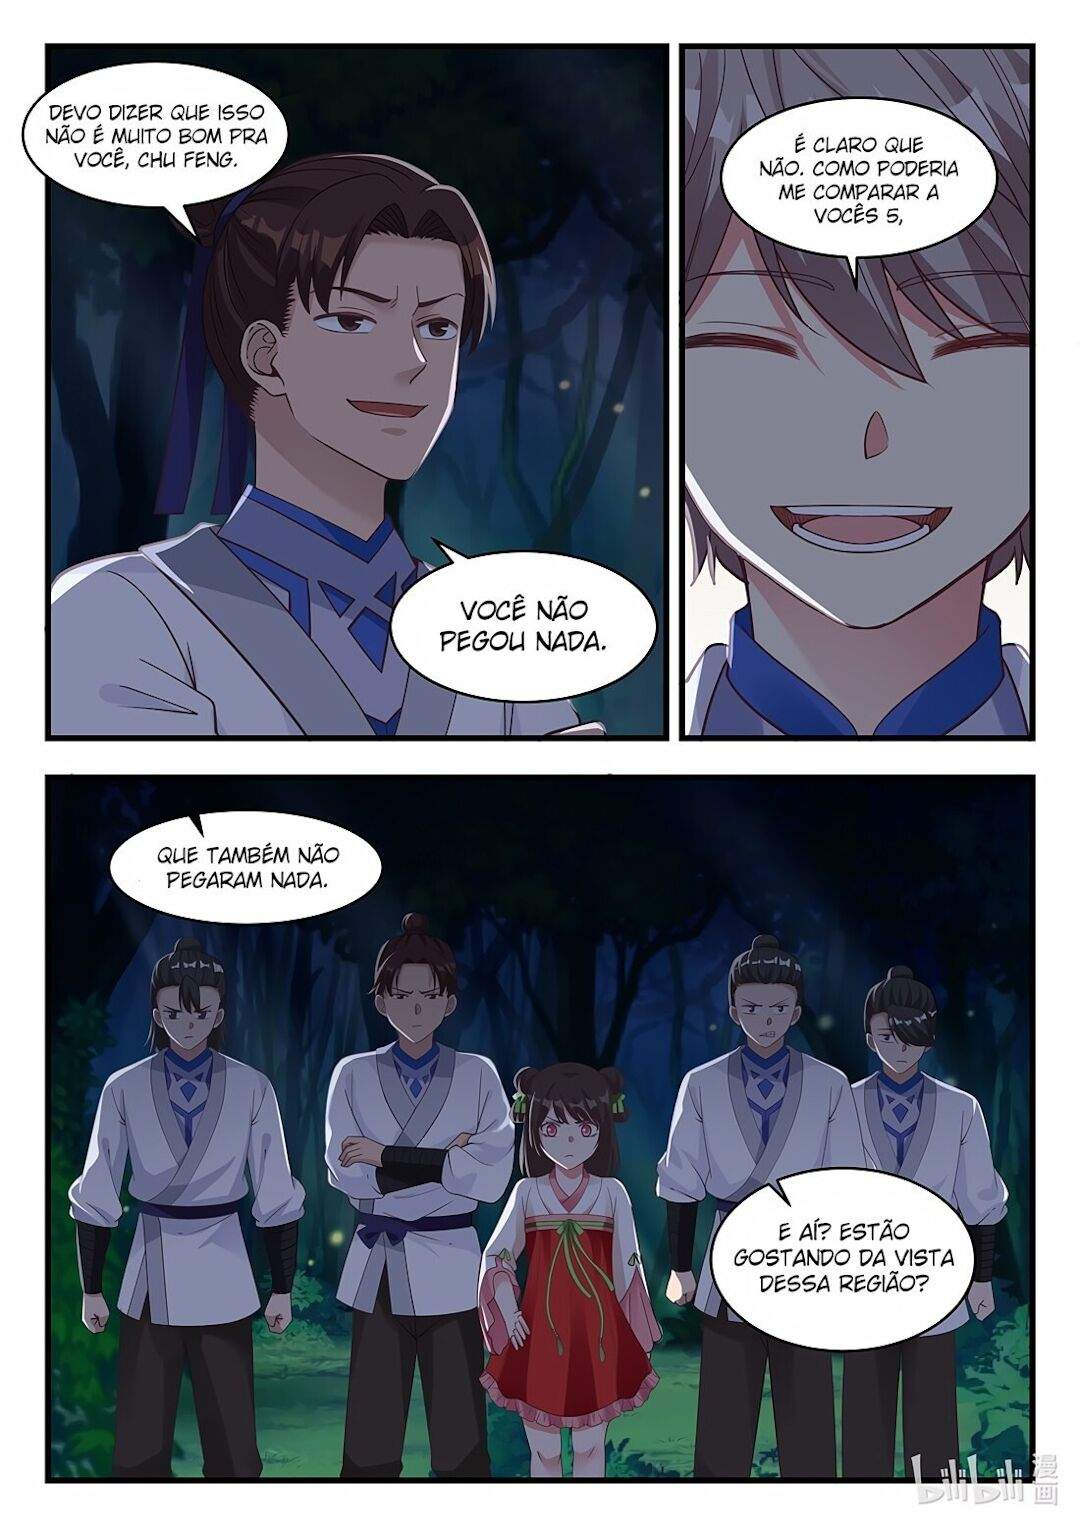 DEVO DIZER QUE ISSO
NÃO É MUITO BOM PRA
VOCÊ, CHU FENG.
VOCÊ NÃO
PEGOU NADA.
É CLARO QUE
NÃO. COMO PODERIA
ME COMPARAR A
VOCÊS 5,
QUE TAMBÉM NÃO
PEGARAM NADA.
E AÍ? ESTÃO
GOSTANDO DA VISTA
DESSA REGIÃO?
bilibili 漫画